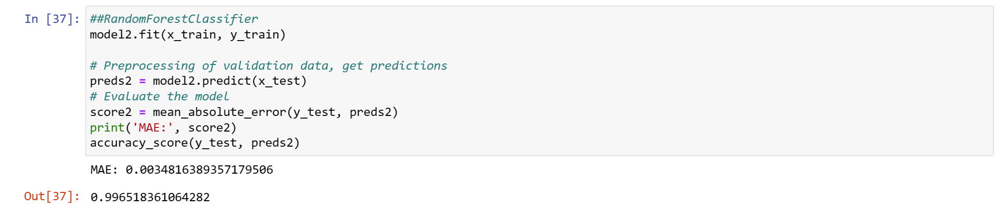 In [37]: ##RandomForestClassifier
model2.fit(x_train, y_train)
# Preprocessing of validation data, get predictions
preds2 = model2.predict(x_test)
# Evaluate the model
score2 = mean_absolute_error(y_test, preds2)
print('MAE:', score2)
accuracy_score(y_test, preds2)
MAE: 0.0034816389357179506
Out[37]: 0.996518361064282